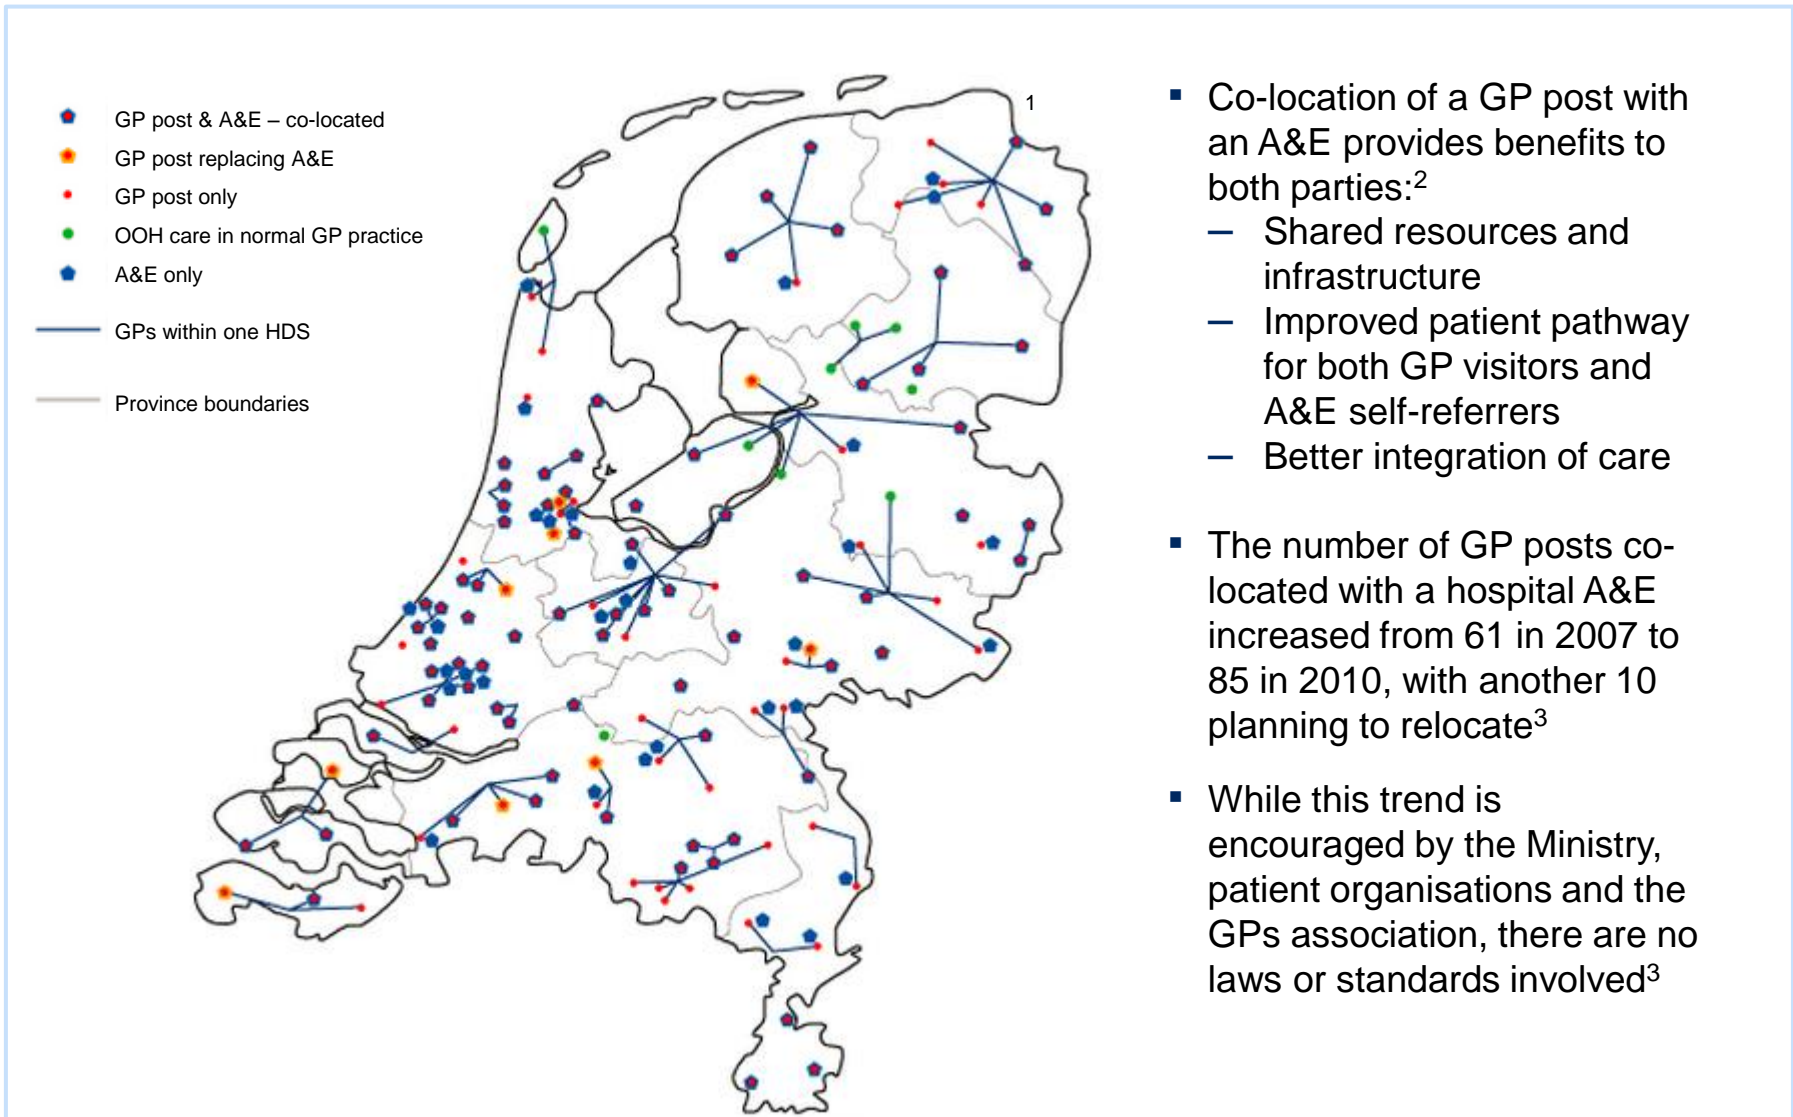 GP post & A&E – co-located
GP post replacing A&E
GP post only
OOH care in normal GP practice
A&E only
GPs within one HDS
Province boundaries
1
▪ Co-location of a GP post with
an A&E provides benefits to
both parties:²
– Shared resources and
infrastructure
– Improved patient pathway
for both GP visitors and
A&E self-referrers
– Better integration of care
▪ The number of GP posts co-
located with a hospital A&E
increased from 61 in 2007 to
85 in 2010, with another 10
planning to relocate³
▪ While this trend is
encouraged by the Ministry,
patient organisations and the
GPs association, there are no
laws or standards involved³